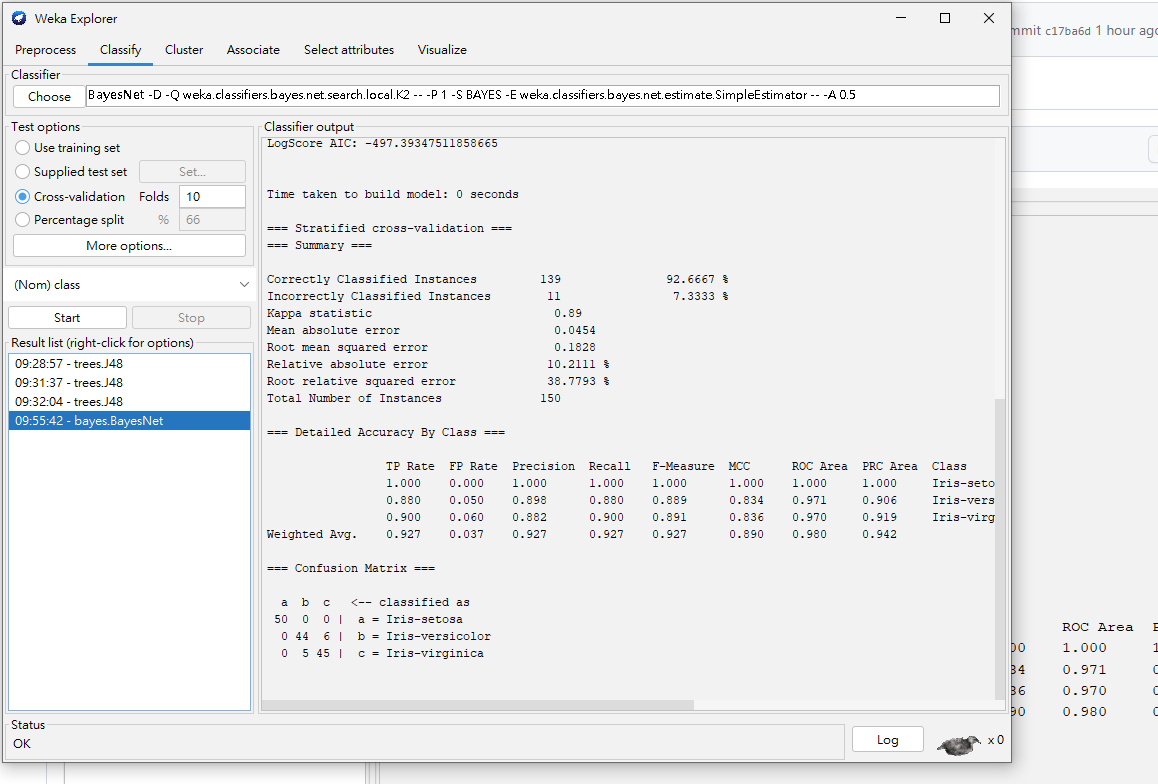 Weka Explorer
Preprocess Classify Cluster Associate Select attributes Visualize
Classifier
Choose BayesNet -D -Q weka.classifiers.bayes.net.search.local.K2 -- -P 1 -S BAYES -E weka.classifiers.bayes.net.estimate.SimpleEstimator -- -A 0.5
Test options
Use training set
Supplied test set Set...
Cross-validation Folds 10
Percentage split % 66
More options...
(Nom) class
Start Stop
Result list (right-click for options)
09:28:57 - trees.J48
09:31:37 - trees.J48
09:32:04 - trees.J48
09:55:42 - bayes.BayesNet
Classifier output
LogScore AIC: -497.39347511858665
Time taken to build model: 0 seconds
=== Stratified cross-validation ===
=== Summary ===
Correctly Classified Instances 139 92.6667 %
Incorrectly Classified Instances 11 7.3333 %
Kappa statistic 0.89
Mean absolute error 0.0454
Root mean squared error 0.1828
Relative absolute error 10.2111 %
Root relative squared error 38.7793 %
Total Number of Instances 150
=== Detailed Accuracy By Class ===
TP Rate FP Rate Precision Recall F-Measure MCC ROC Area PRC Area Class
1.000 0.000 1.000 1.000 1.000 1.000 1.000 1.000 Iris-seto
0.880 0.050 0.898 0.880 0.889 0.834 0.971 0.906 Iris-vers
0.900 0.060 0.882 0.900 0.891 0.836 0.970 0.919 Iris-virg
Weighted Avg. 0.927 0.037 0.927 0.927 0.927 0.890 0.980 0.942
=== Confusion Matrix ===
a b c <-- classified as
50 0 0 | a = Iris-setosa
0 44 6 | b = Iris-versicolor
0 5 45 | c = Iris-virginica
Status
OK
Log x 0
mmit c17ba6d 1 hour ago
ROC Area
00 1.000 1
34 0.971 0
36 0.970 0
90 0.980 0